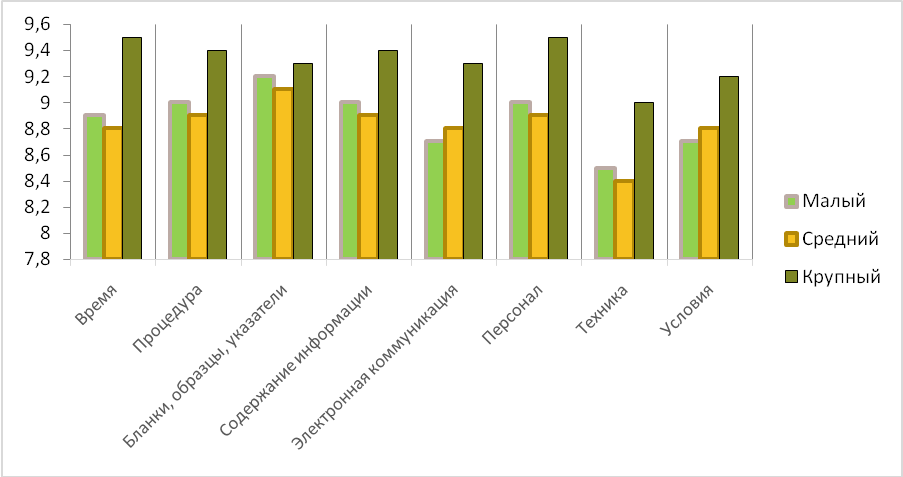 9,6
9,4
9,2
9
8,8
8,6
8,4
8,2
8
7,8
Время
Процедура
Бланки, образцы, указатели
Содержание информации
Электронная коммуникация
Персонал
Техника
Условия
Малый
Средний
Крупный